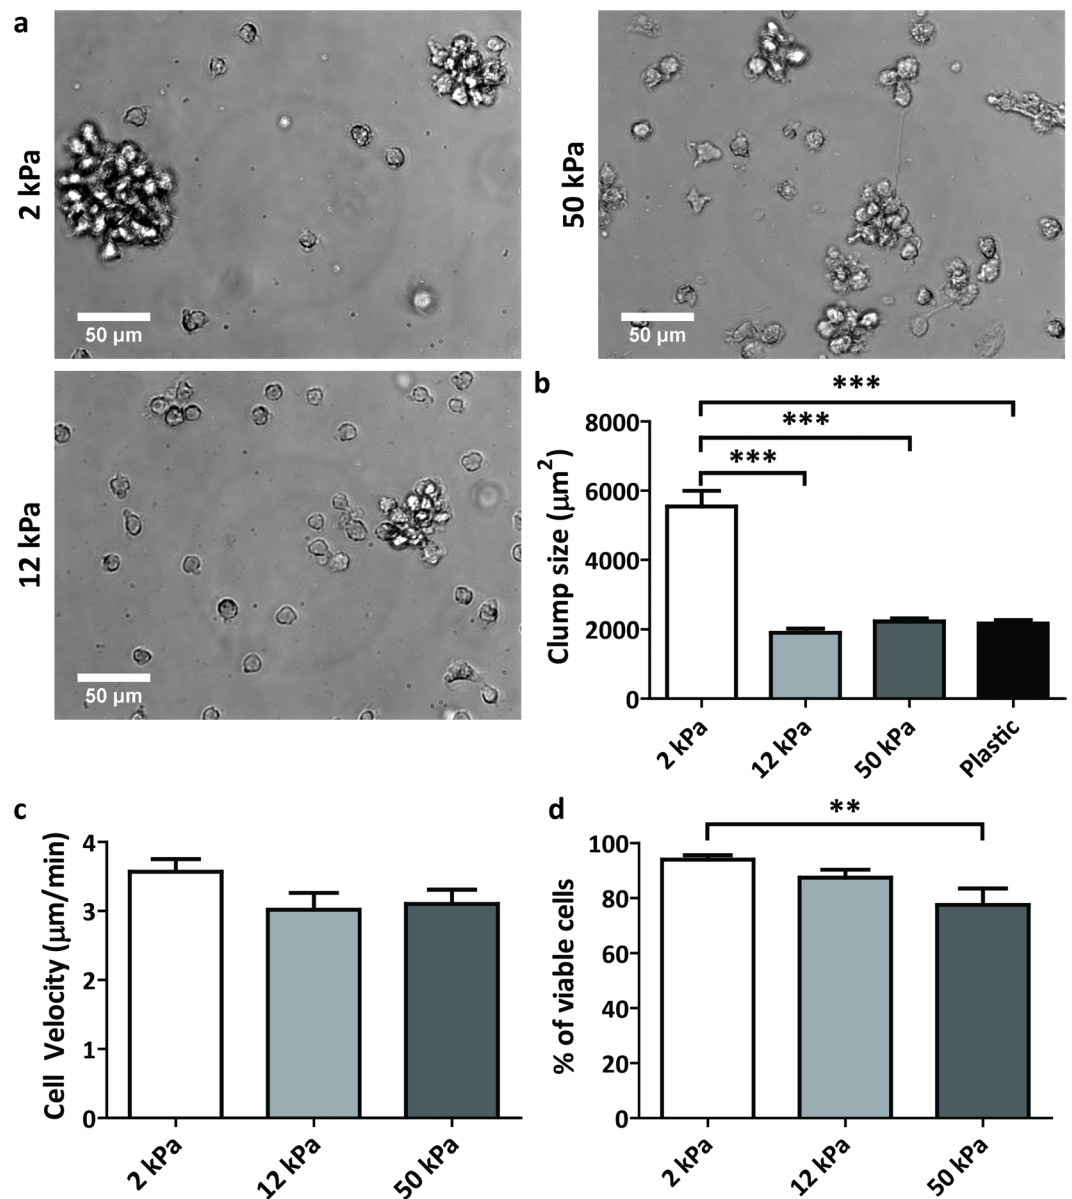 a
2 kPa
50 µm
50 kPa
50 µm
12 kPa
50 µm
b
***
***
***
Clump size (µm²)
8000
6000
4000
2000
0
2 kPa
12 kPa
50 kPa
Plastic
c
Cell Velocity (µm/min)
4
3
2
1
0
2 kPa
12 kPa
50 kPa
d
**
% of viable cells
100
80
60
40
20
0
2 kPa
12 kPa
50 kPa